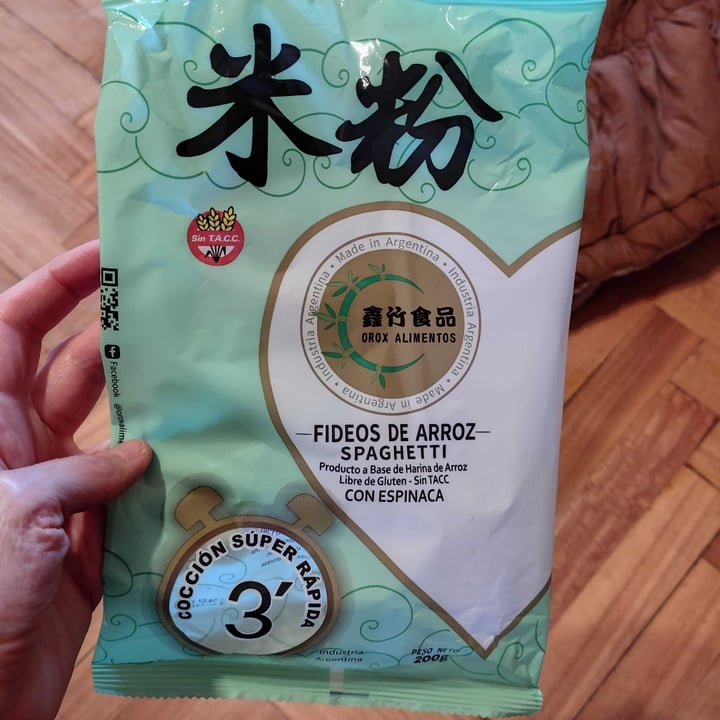 米粉
Sin T.A.C.C.
Made in Argentina • Industria Argentina • Made in Argentina • Industria Argentina •
鑫竹食品
OROX ALIMENTOS
Facebook
FIDEOS DE ARROZ
SPAGHETTI
Producto a Base de Harina de Arroz
Libre de Gluten - Sin TACC
CON ESPINACA
COCCIÓN SÚPER RÁPIDA
3´
Industria
Argentina
PESO NETO
200g